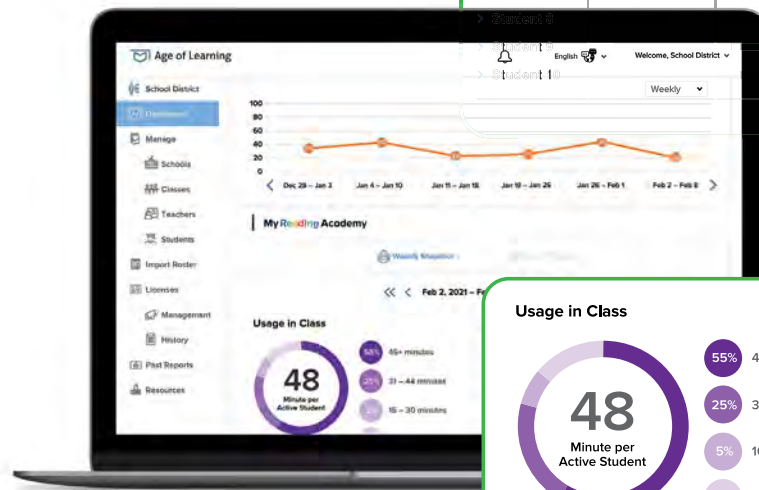 Student 8
Student 9
Student 10
Age of Learning
English
Welcome, School District
School District
Dashboard
Manage
Schools
Classes
Teachers
Students
Import Roster
Licenses
Management
History
Past Reports
Resources
Weekly
100
80
60
40
20
0
Dec 28 – Jan 3
Jan 4 – Jan 10
Jan 11 – Jan 18
Jan 19 – Jan 25
Jan 26 – Feb 1
Feb 2 – Feb 8
My Reading Academy
Weekly Snapshot
Feb 2, 2021 –
Usage in Class
48
Minute per
Active Student
55% 45+ minutes
25% 31 – 44 minutes
16 – 30 minutes
Usage in Class
48
Minute per
Active Student
55% 4
25% 3
5%